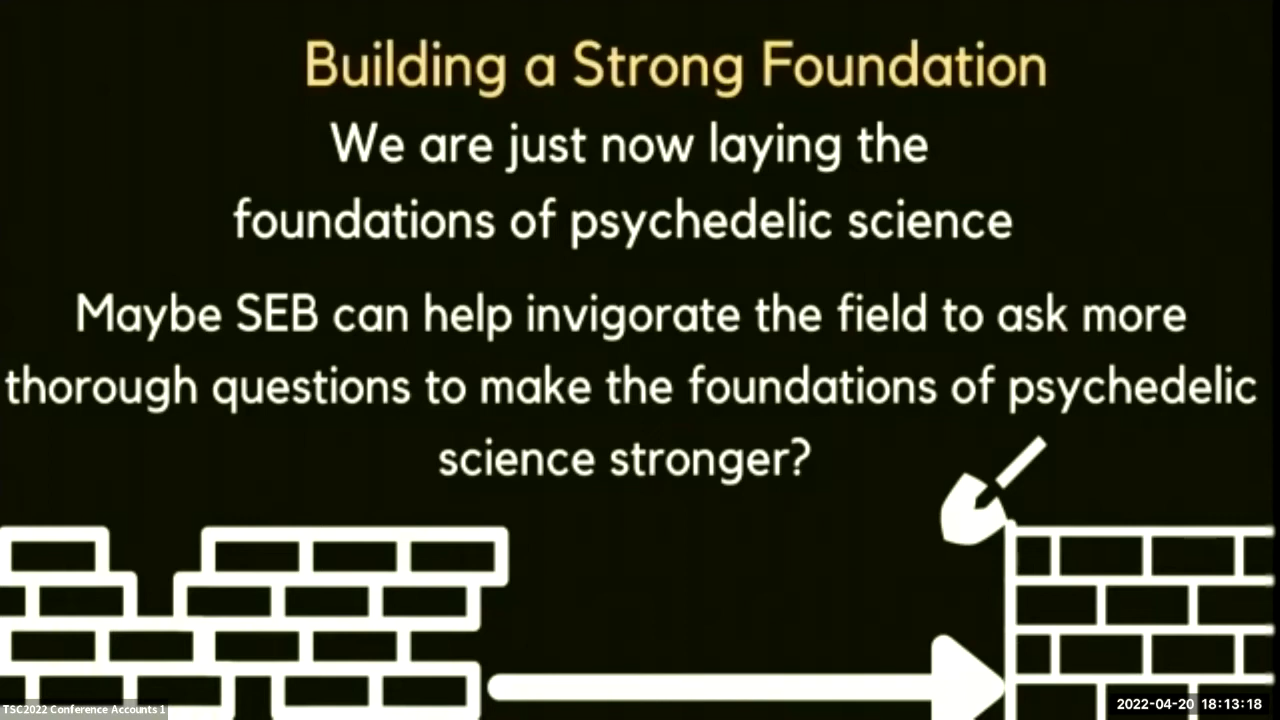 Building a Strong Foundation
We are just now laying the
foundations of psychedelic science
Maybe SEB can help invigorate the field to ask more
thorough questions to make the foundations of psychedelic
science stronger?
TSC2022 Conference Accounts 1
2022-04-20 18:13:18